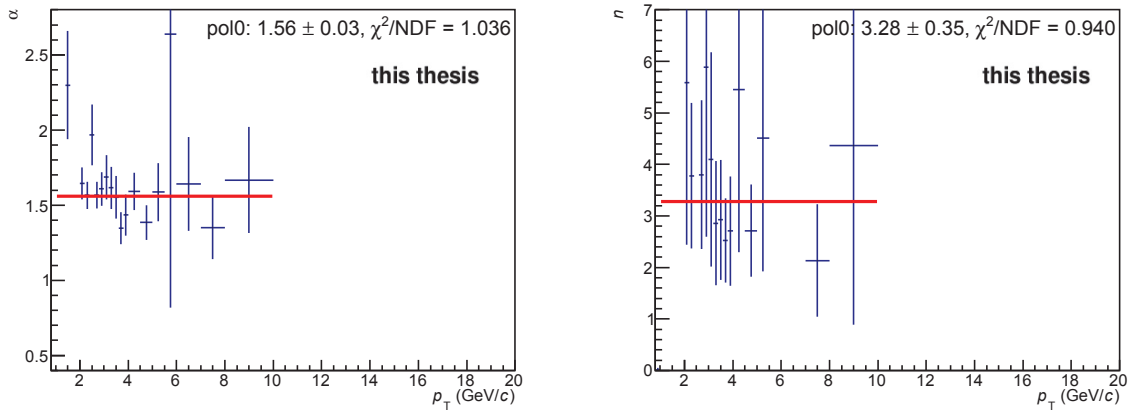 α
pol0: 1.56 ± 0.03, χ²/NDF = 1.036
this thesis
2.5
2
1.5
1
0.5
2 4 6 8 10 12 14 16 18 20
p_T (GeV/c)
n
pol0: 3.28 ± 0.35, χ²/NDF = 0.940
this thesis
7
6
5
4
3
2
1
0
2 4 6 8 10 12 14 16 18 20
p_T (GeV/c)